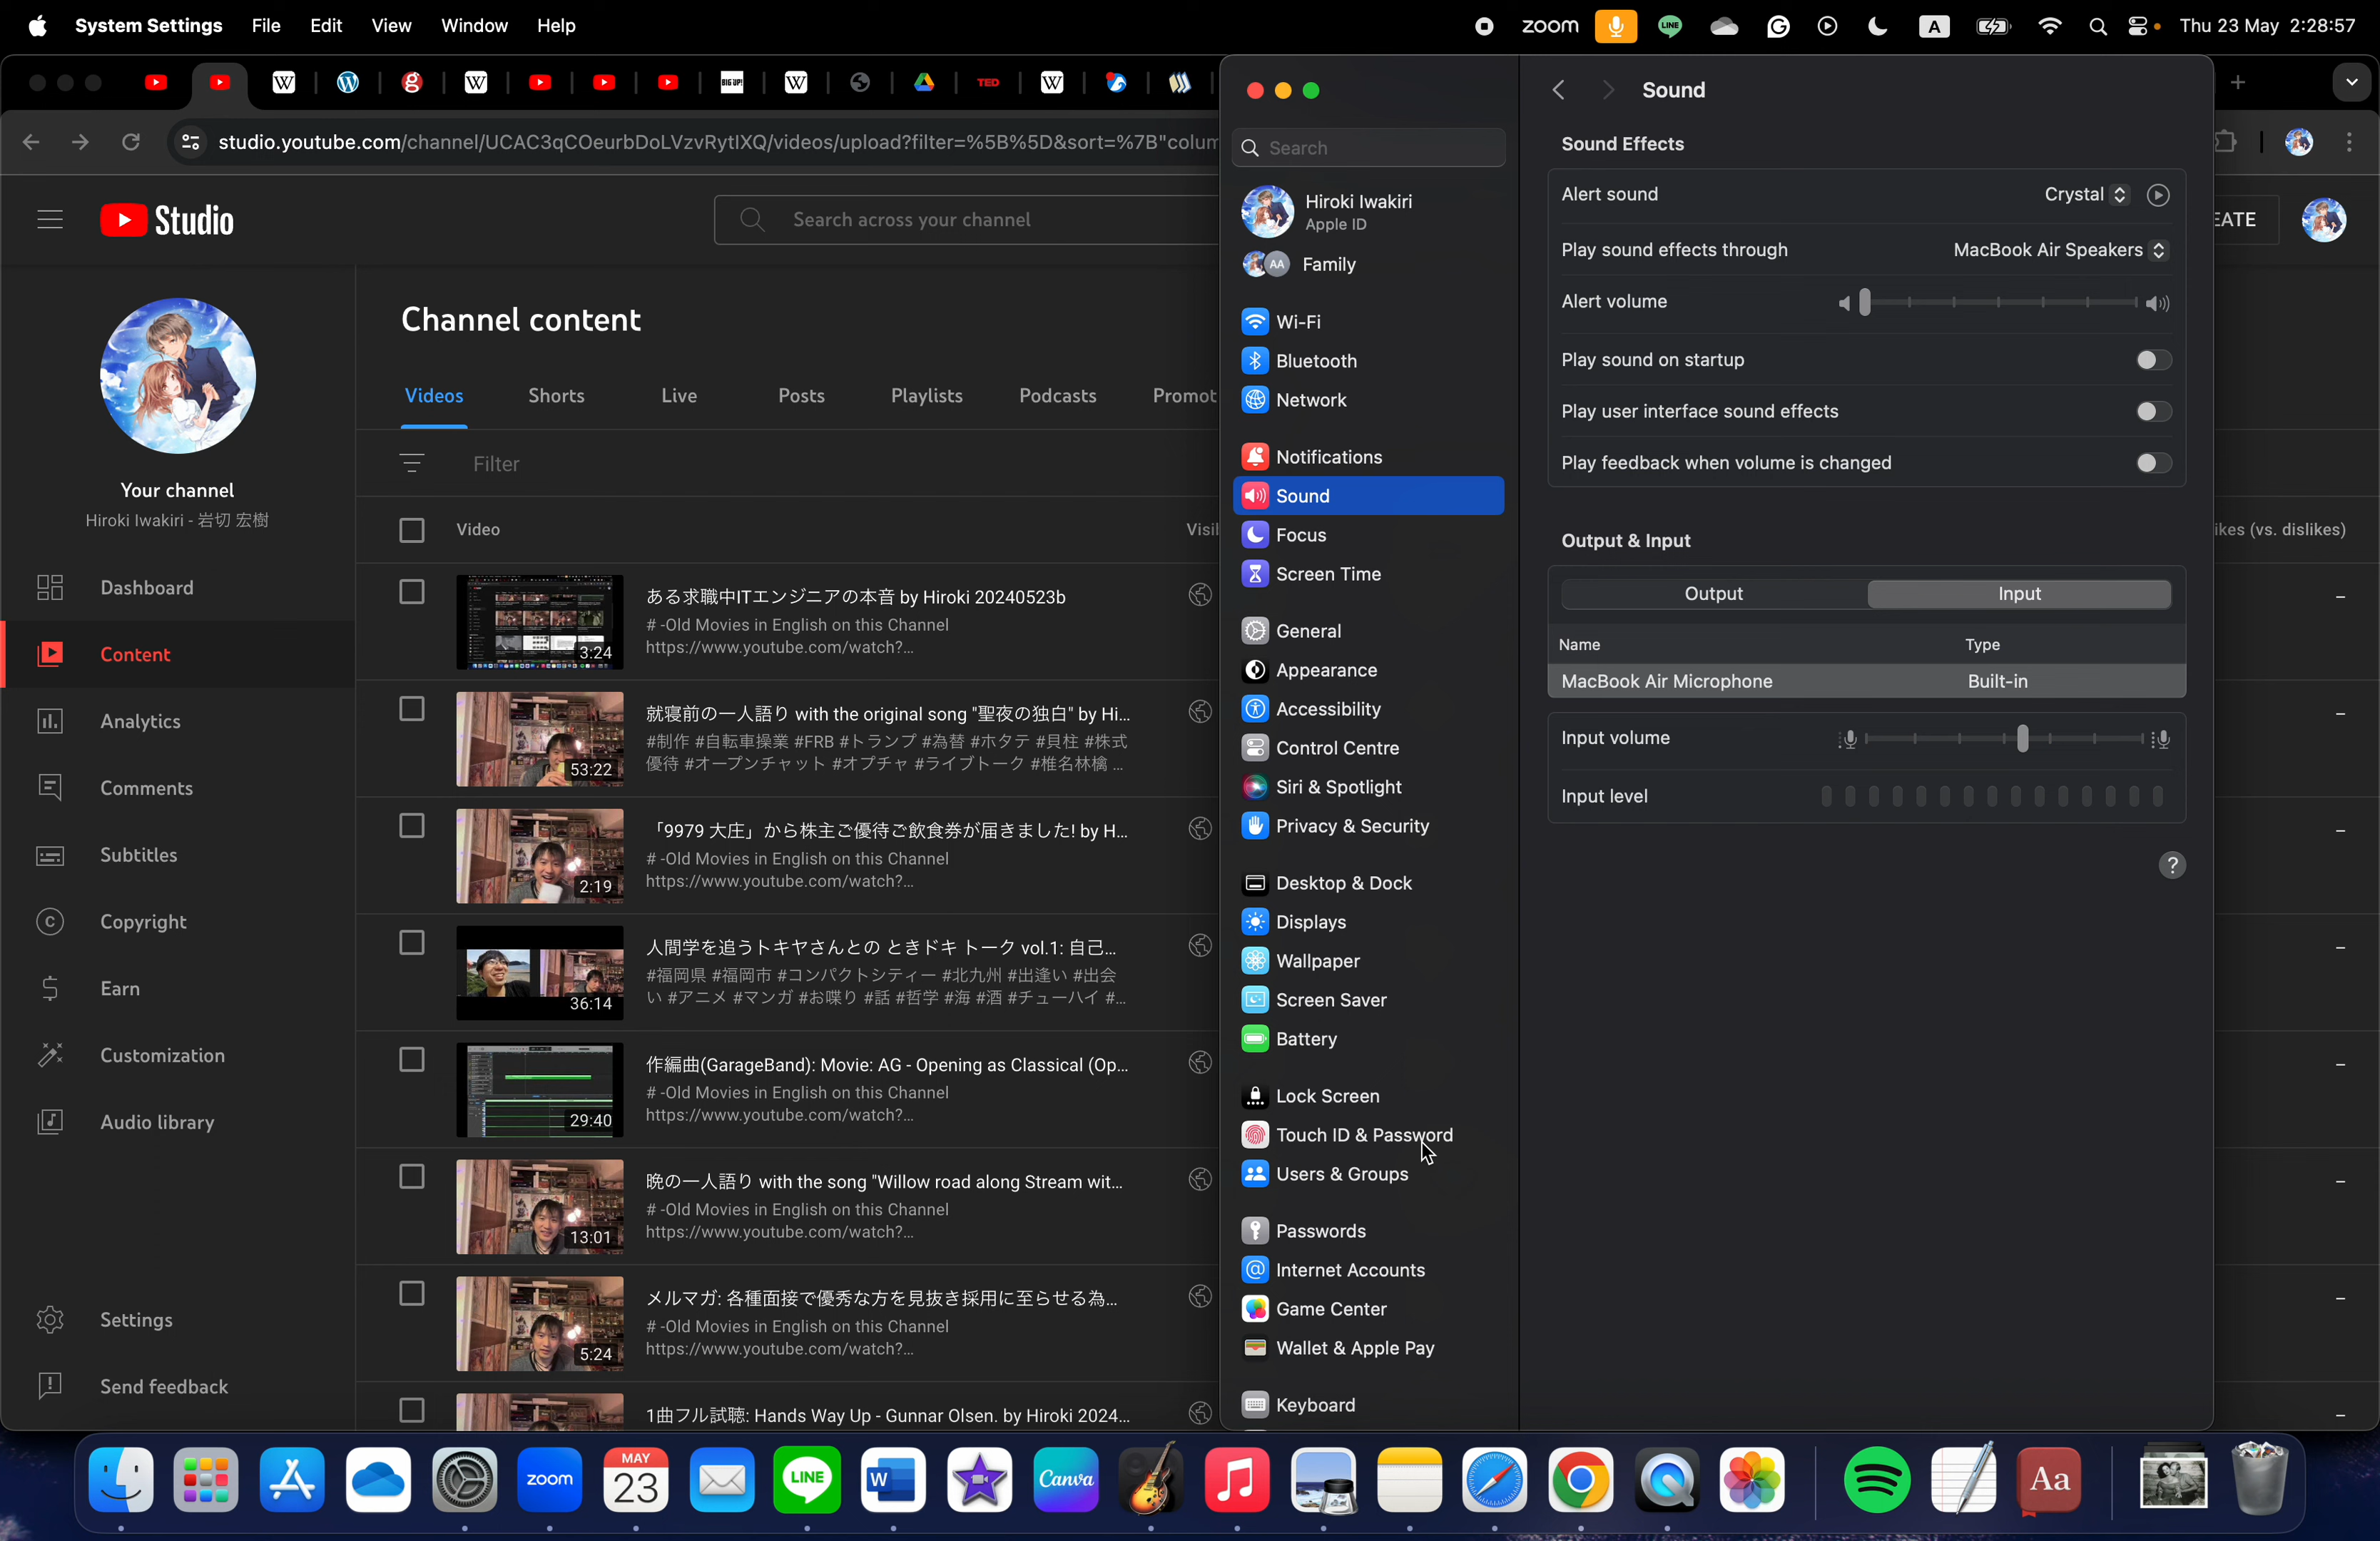 System Settings File Edit View Window Help
zoom A Thu 23 May 2:28:57
BIG UP! TED
studio.youtube.com/channel/UCAC3qCOeurbDoLVzvRytIXQ/videos/upload?filter=%5B%5D&sort=%7B"colum
Studio
Search across your channel
EATE
Your channel
Hiroki Iwakiri - 岩切 宏樹
Dashboard
Content
Analytics
Comments
Subtitles
Copyright
Earn
Customization
Audio library
Settings
Send feedback
Channel content
Videos Shorts Live Posts Playlists Podcasts Promot
Filter
Video Visil
ikes (vs. dislikes)
3:24
ある求職中ITエンジニアの本音 by Hiroki 20240523b
# -Old Movies in English on this Channel
https://www.youtube.com/watch?...
53:22
就寝前の一人語り with the original song "聖夜の独白" by Hi...
#制作 #自転車操業 #FRB #トランプ #為替 #ホタテ #貝柱 #株式
優待 #オープンチャット #オプチャ #ライブトーク #椎名林檎 ...
2:19
「9979 大庄」から株主ご優待ご飲食券が届きました! by H...
# -Old Movies in English on this Channel
https://www.youtube.com/watch?...
36:14
人間学を追うトキヤさんとの ときドキ トーク vol.1: 自己...
#福岡県 #福岡市 #コンパクトシティー #北九州 #出逢い #出会
い #アニメ #マンガ #お喋り #話 #哲学 #海 #酒 #チューハイ #...
29:40
作編曲(GarageBand): Movie: AG - Opening as Classical (Op...
# -Old Movies in English on this Channel
https://www.youtube.com/watch?...
13:01
晩の一人語り with the song "Willow road along Stream wit...
# -Old Movies in English on this Channel
https://www.youtube.com/watch?...
5:24
メルマガ: 各種面接で優秀な方を見抜き採用に至らせる為...
# -Old Movies in English on this Channel
https://www.youtube.com/watch?...
1曲フル試聴: Hands Way Up - Gunnar Olsen. by Hiroki 2024...
Search
Hiroki Iwakiri
Apple ID
AA Family
Wi-Fi
Bluetooth
Network
Notifications
Sound
Focus
Screen Time
General
Appearance
Accessibility
Control Centre
Siri & Spotlight
Privacy & Security
Desktop & Dock
Displays
Wallpaper
Screen Saver
Battery
Lock Screen
Touch ID & Password
Users & Groups
Passwords
Internet Accounts
Game Center
Wallet & Apple Pay
Keyboard
Sound
Sound Effects
Alert sound Crystal
Play sound effects through MacBook Air Speakers
Alert volume
Play sound on startup
Play user interface sound effects
Play feedback when volume is changed
Output & Input
Output Input
Name Type
MacBook Air Microphone Built-in
Input volume
Input level
?
zoom MAY 23 LINE W Canva Aa